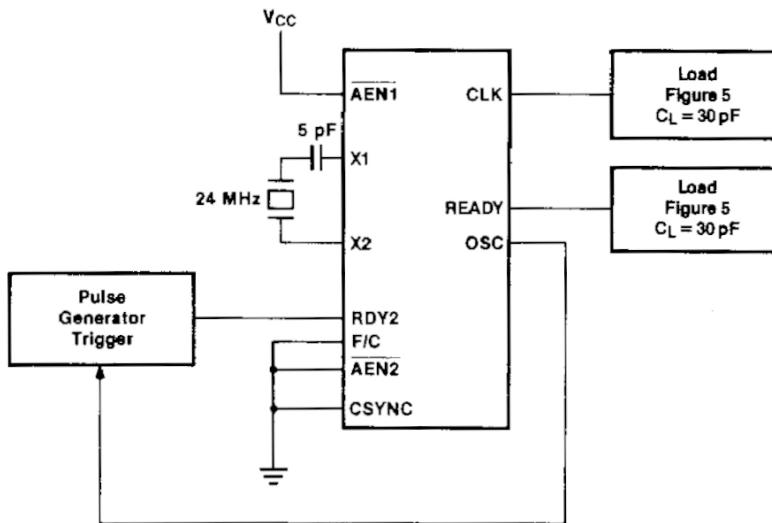 VCC
AEN1
CLK
Load
Figure 5
CL = 30 pF
5 pF
X1
24 MHz
READY
Load
Figure 5
CL = 30 pF
X2
OSC
Pulse
Generator
Trigger
RDY2
F/C
AEN2
CSYNC